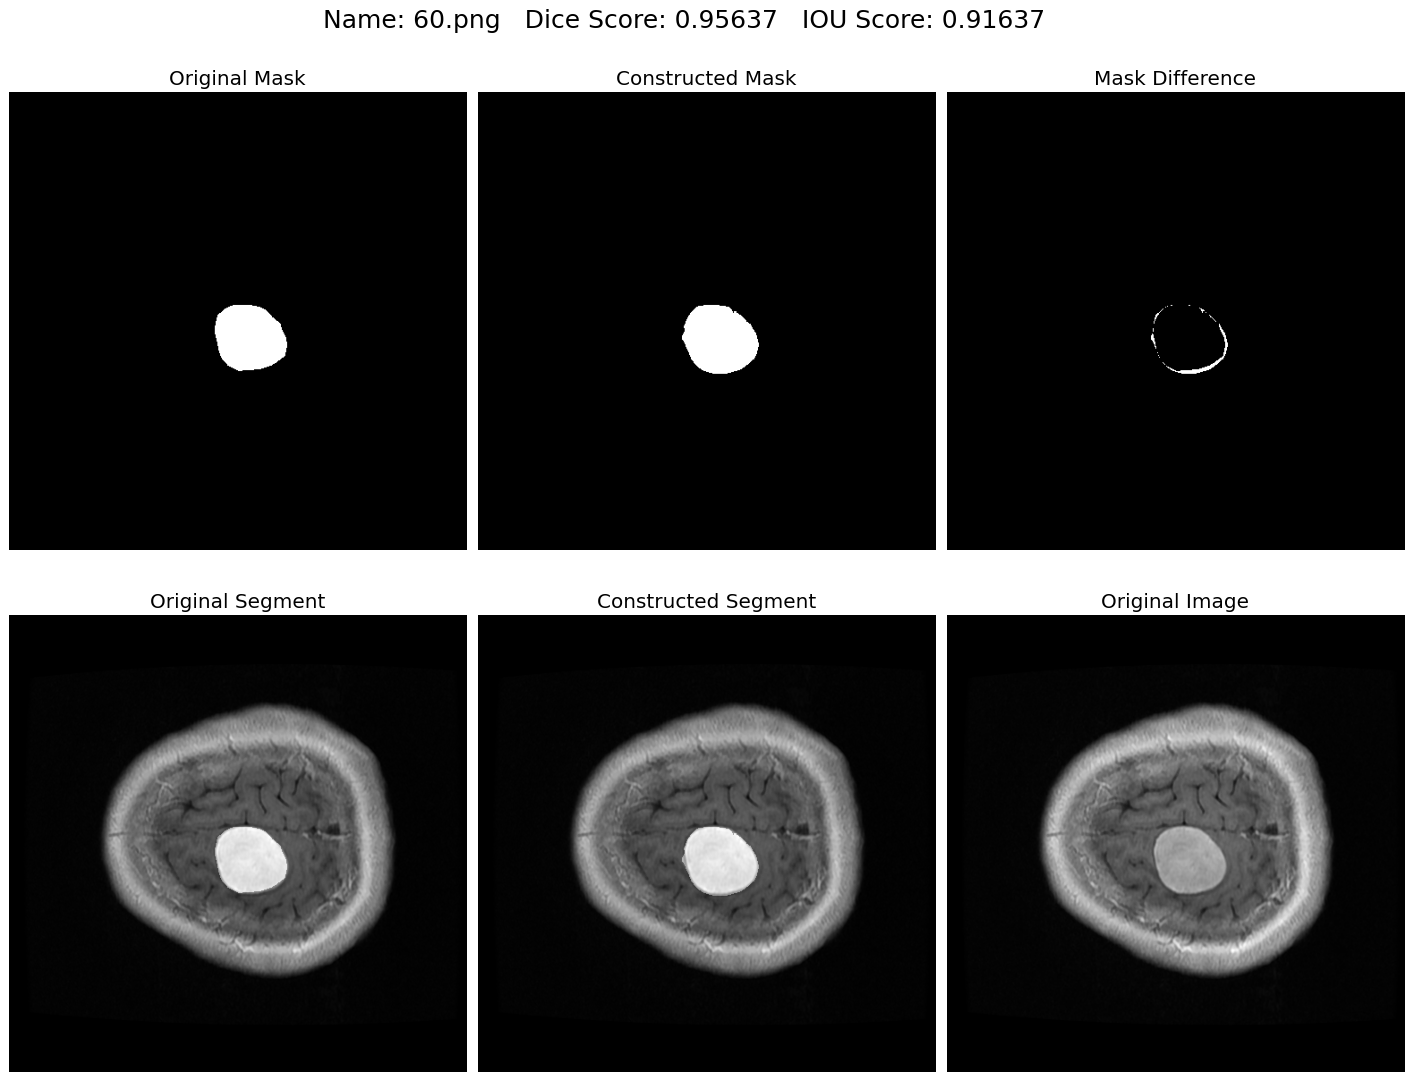 Name: 60.png   Dice Score: 0.95637   IOU Score: 0.91637
Original Mask
Constructed Mask
Mask Difference
Original Segment
Constructed Segment
Original Image